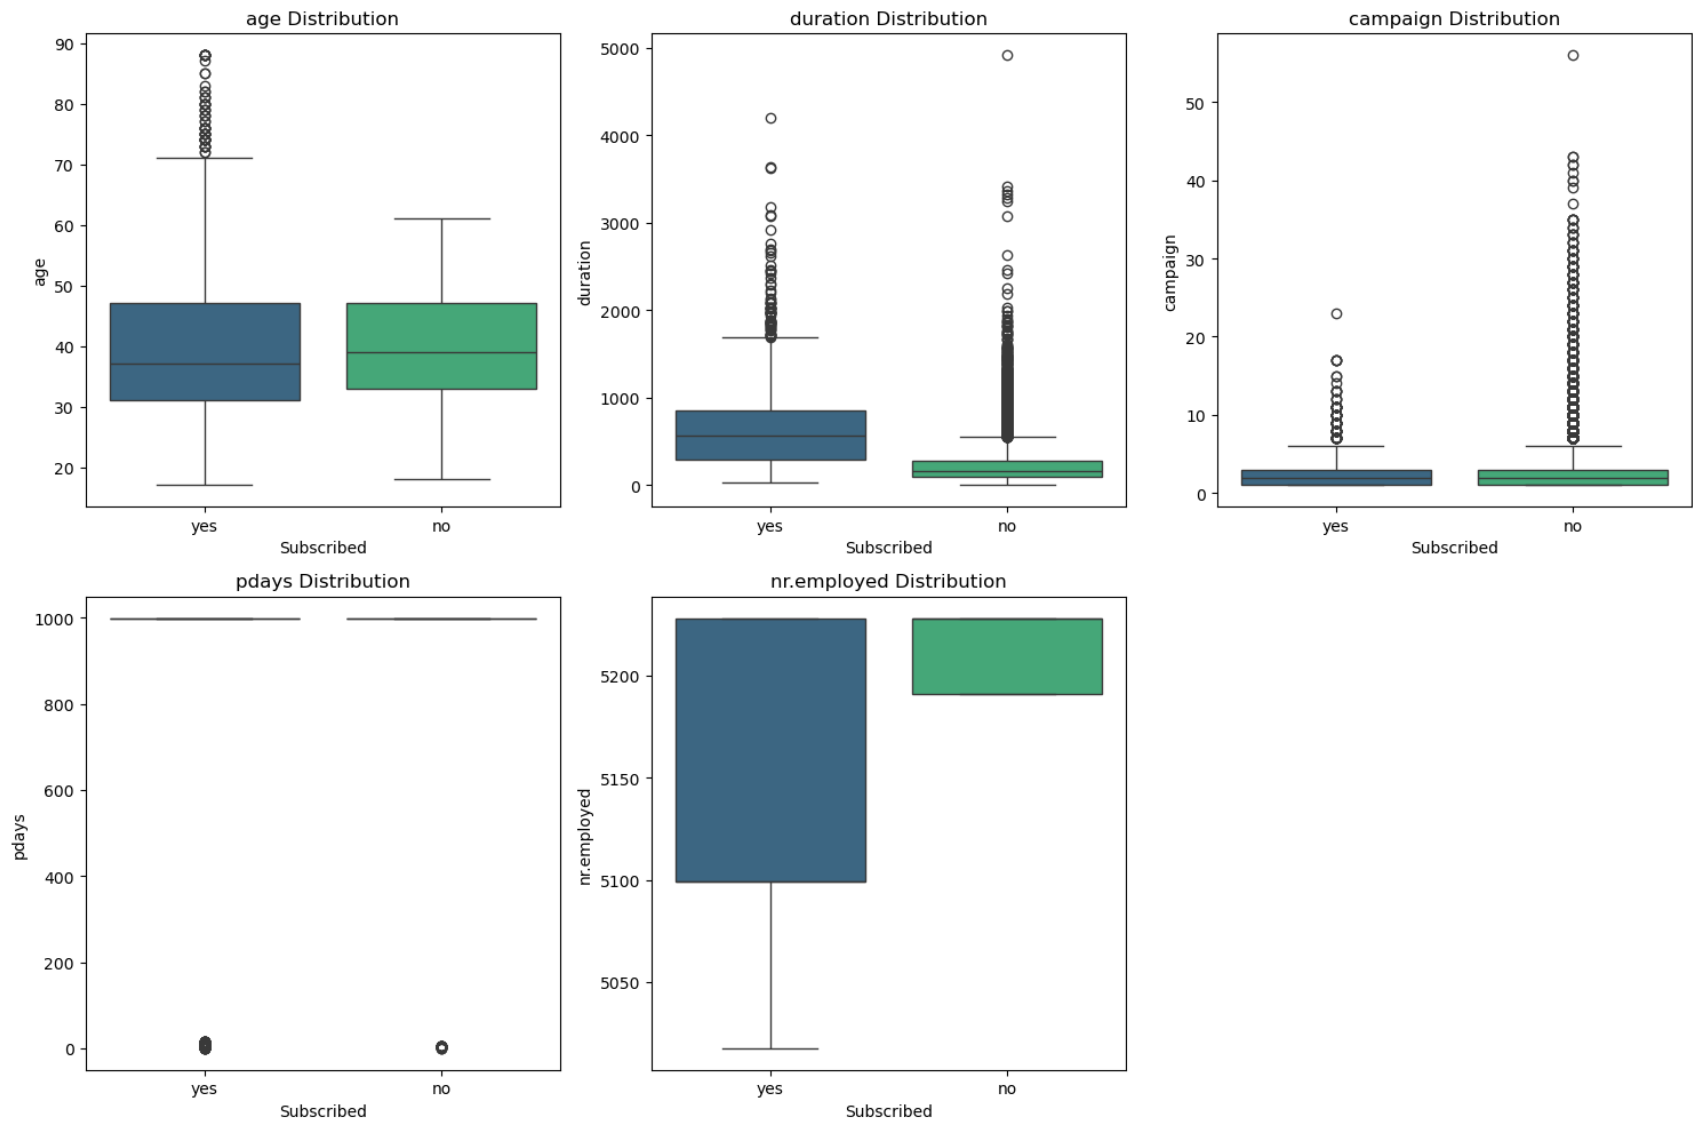 age Distribution
90
80
70
60
50
40
30
20
age
yes
no
Subscribed
duration Distribution
5000
4000
3000
2000
1000
0
duration
yes
no
Subscribed
campaign Distribution
50
40
30
20
10
0
campaign
yes
no
Subscribed
pdays Distribution
1000
800
600
400
200
0
pdays
yes
no
Subscribed
nr.employed Distribution
5200
5150
5100
5050
nr.employed
yes
no
Subscribed